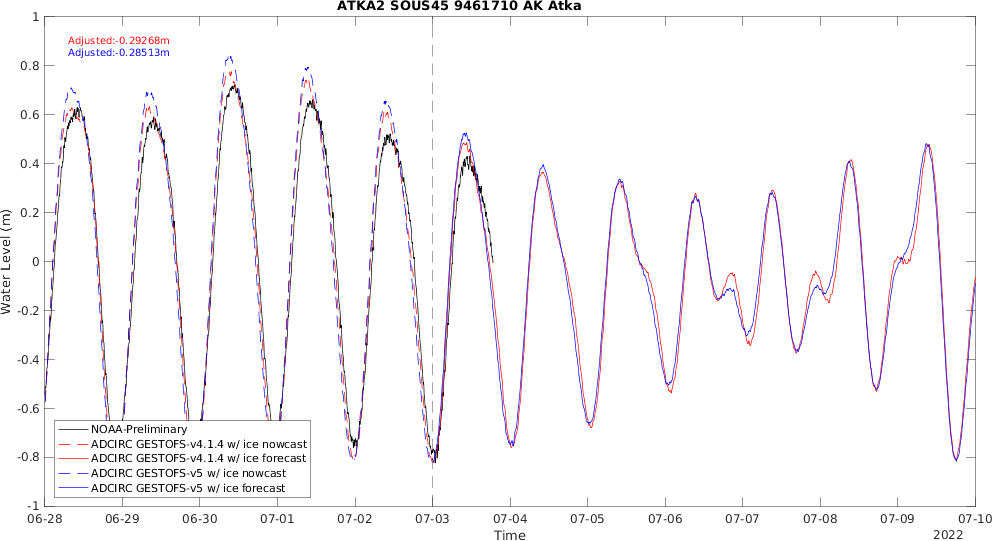 ATKA2 SOUS45 9461710 AK Atka
Adjusted:-0.29268m
Adjusted:-0.28513m
Water Level (m)
1
0.8
0.6
0.4
0.2
0
-0.2
-0.4
-0.6
-0.8
-1
NOAA-Preliminary
ADCIRC GESTOFS-v4.1.4 w/ ice nowcast
ADCIRC GESTOFS-v4.1.4 w/ ice forecast
ADCIRC GESTOFS-v5 w/ ice nowcast
ADCIRC GESTOFS-v5 w/ ice forecast
06-28 06-29 06-30 07-01 07-02 07-03 07-04 07-05 07-06 07-07 07-08 07-09 07-10
Time
2022